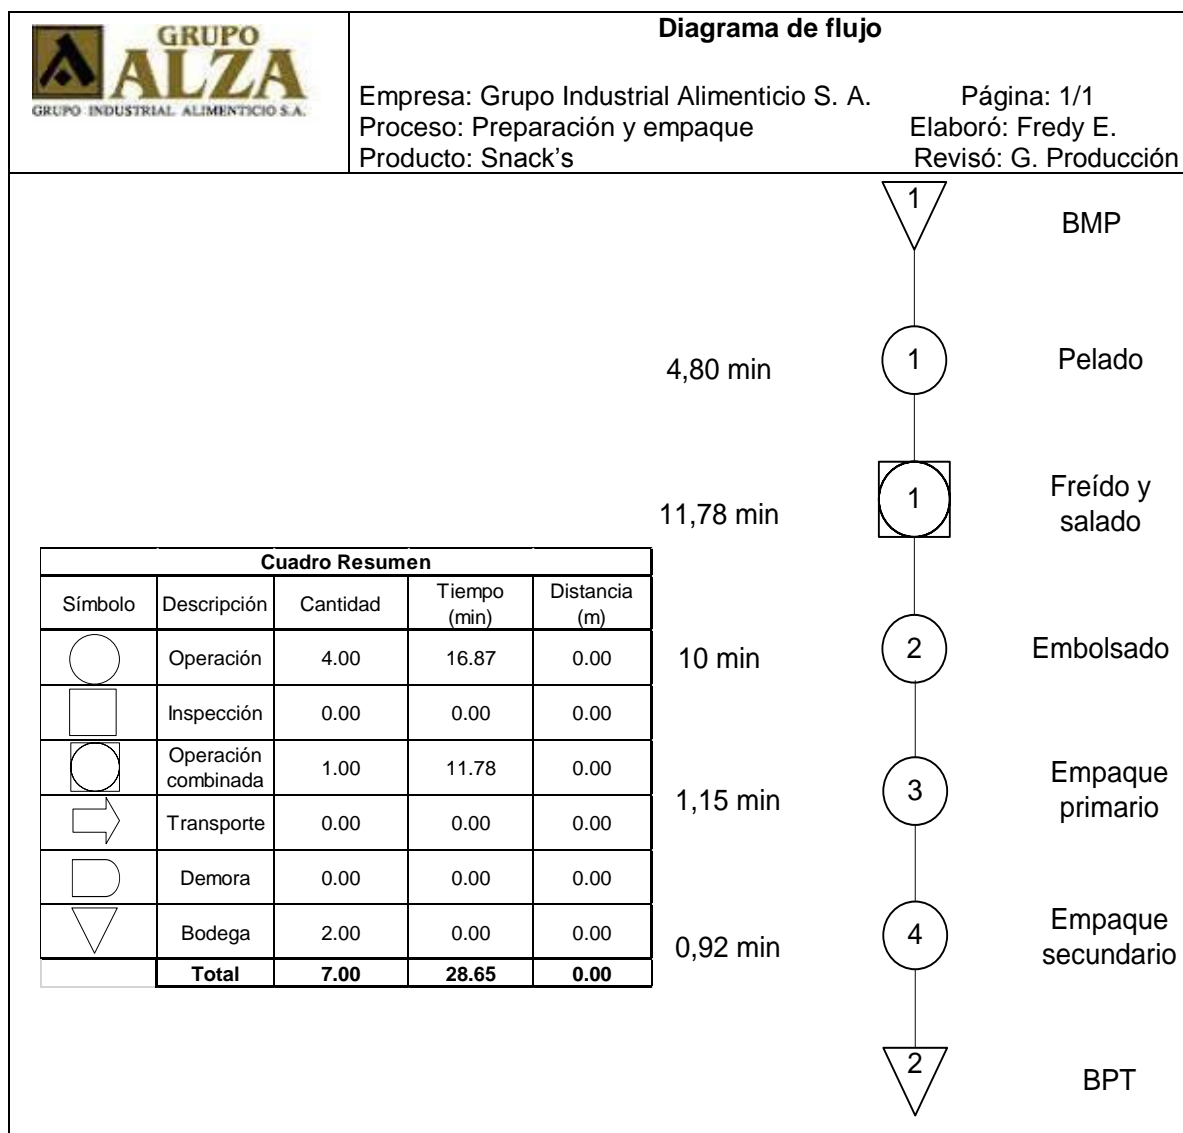 GRUPO
ALZA
GRUPO INDUSTRIAL ALIMENTICIO S.A.
Diagrama de flujo
Empresa: Grupo Industrial Alimenticio S. A. Página: 1/1
Proceso: Preparación y empaque Elaboró: Fredy E.
Producto: Snack's Revisó: G. Producción
1 BMP
4,80 min 1 Pelado
11,78 min 1 Freído y
salado
10 min 2 Embolsado
1,15 min 3 Empaque
primario
0,92 min 4 Empaque
secundario
2 BPT
Cuadro Resumen
Símbolo Descripción Cantidad Tiempo
(min) Distancia
(m)
Operación 4.00 16.87 0.00
Inspección 0.00 0.00 0.00
Operación
combinada 1.00 11.78 0.00
Transporte 0.00 0.00 0.00
Demora 0.00 0.00 0.00
Bodega 2.00 0.00 0.00
Total 7.00 28.65 0.00